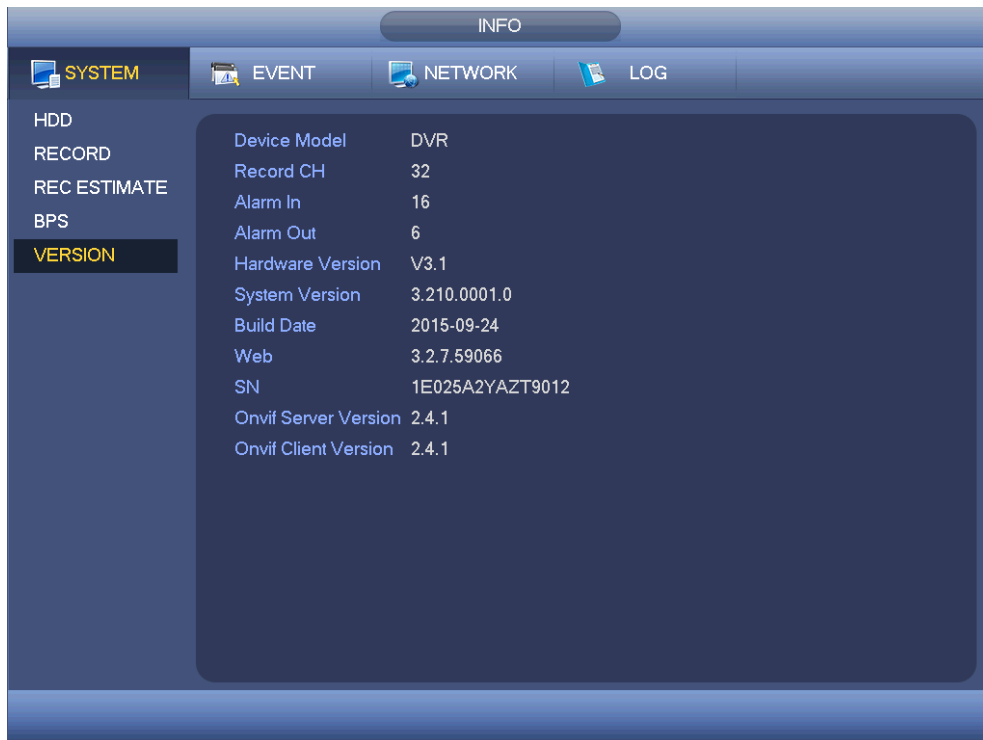 INFO
SYSTEM EVENT NETWORK LOG
HDD
RECORD
REC ESTIMATE
BPS
VERSION
Device Model DVR
Record CH 32
Alarm In 16
Alarm Out 6
Hardware Version V3.1
System Version 3.210.0001.0
Build Date 2015-09-24
Web 3.2.7.59066
SN 1E025A2YAZT9012
Onvif Server Version 2.4.1
Onvif Client Version 2.4.1